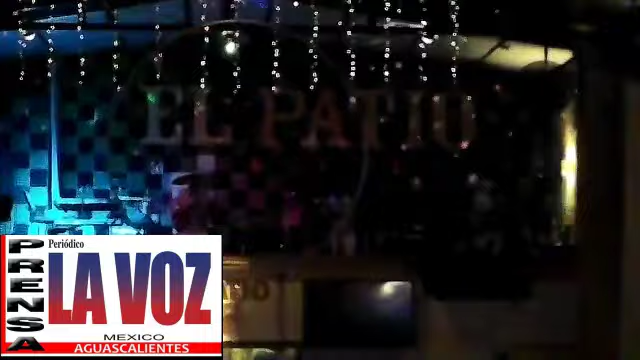 EL PATIO
PRENSA
Periódico
LA VOZ
MEXICO
AGUASCALIENTES